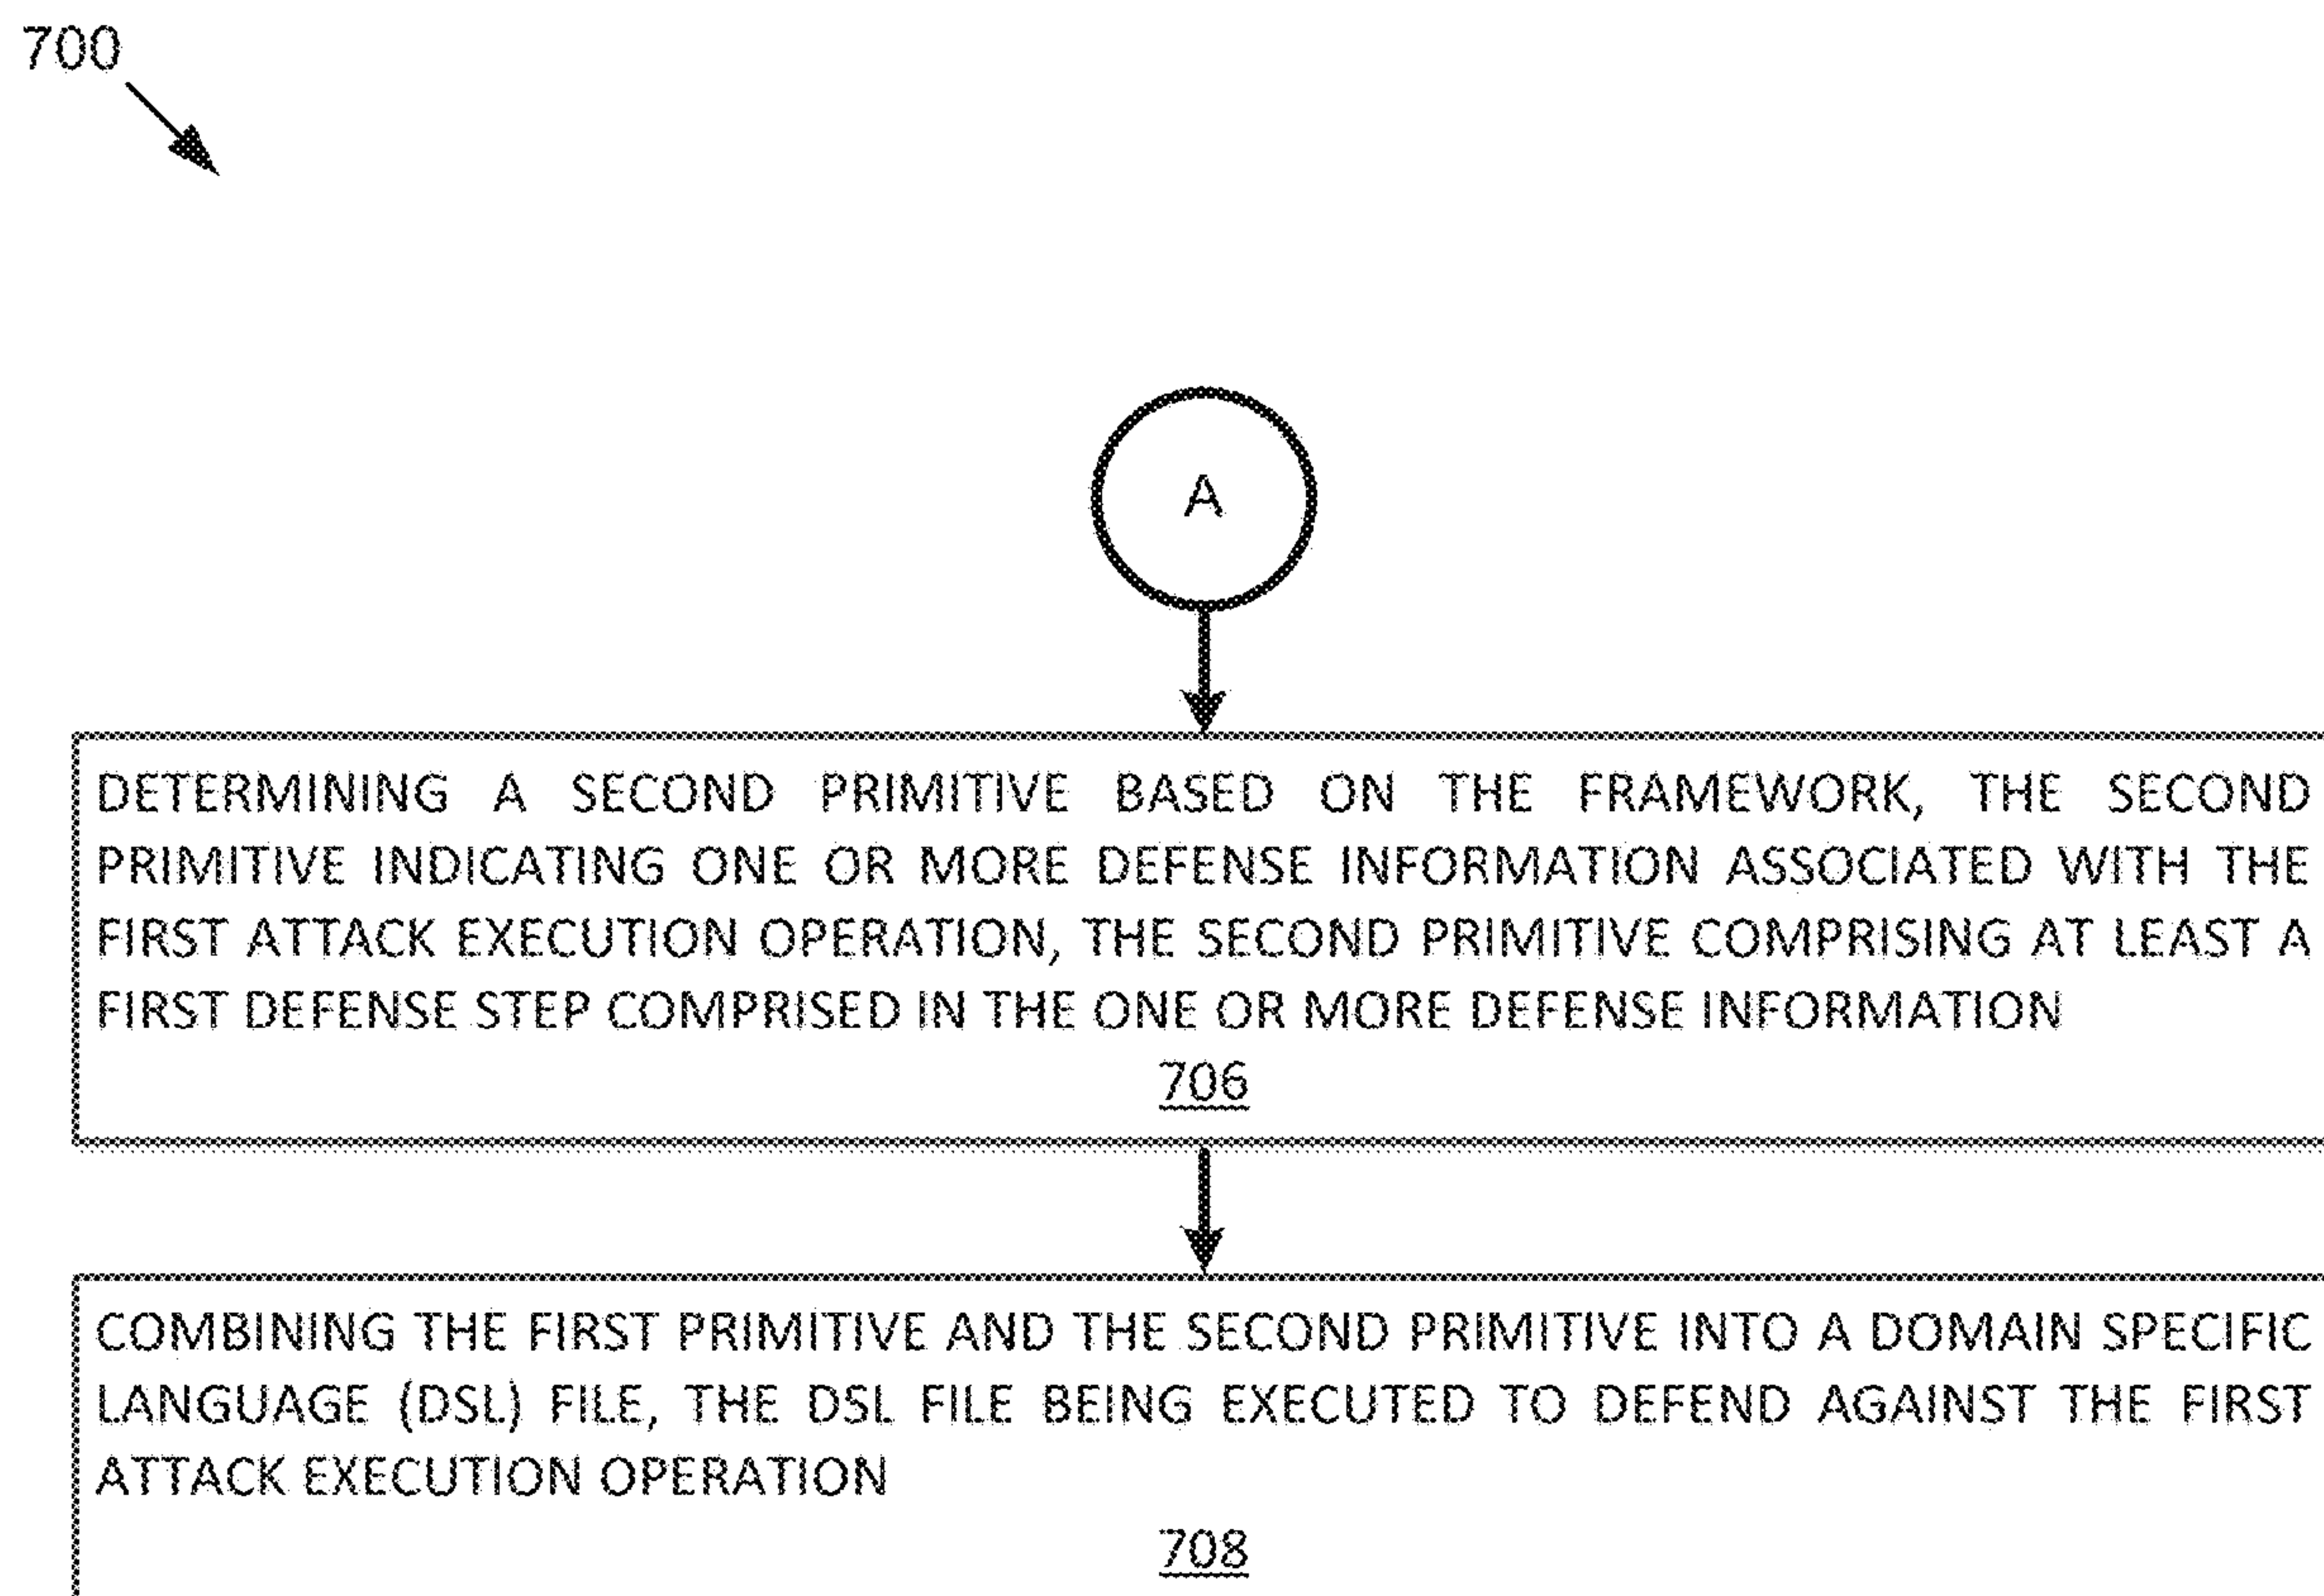 700
A
DETERMINING A SECOND PRIMITIVE BASED ON THE FRAMEWORK, THE SECOND
PRIMITIVE INDICATING ONE OR MORE DEFENSE INFORMATION ASSOCIATED WITH THE
FIRST ATTACK EXECUTION OPERATION, THE SECOND PRIMITIVE COMPRISING AT LEAST A
FIRST DEFENSE STEP COMPRISED IN THE ONE OR MORE DEFENSE INFORMATION
706
COMBINING THE FIRST PRIMITIVE AND THE SECOND PRIMITIVE INTO A DOMAIN SPECIFIC
LANGUAGE (DSL) FILE, THE DSL FILE BEING EXECUTED TO DEFEND AGAINST THE FIRST
ATTACK EXECUTION OPERATION
708